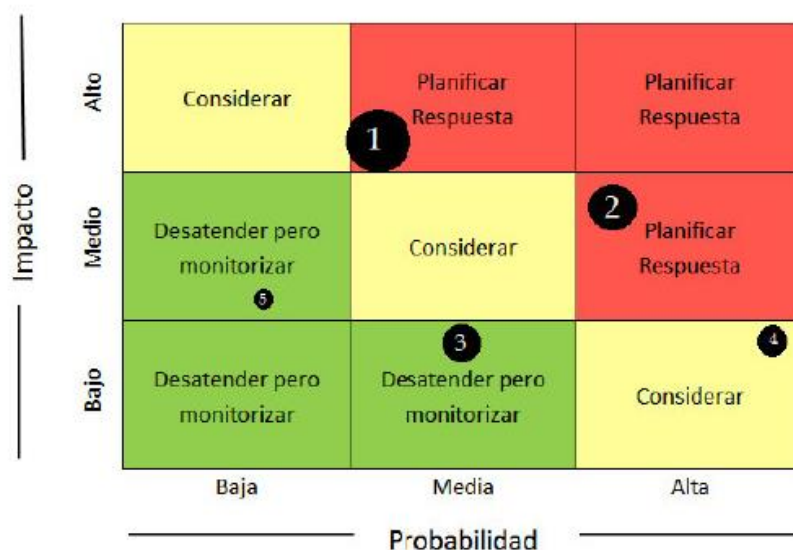 Impacto
Alto
Considerar
Planificar
Respuesta
Planificar
Respuesta
1
Medio
Desatender pero
monitorizar
5
Considerar
2
Planificar
Respuesta
Bajo
Desatender pero
monitorizar
3
Desatender pero
monitorizar
4
Considerar
Baja
Media
Alta
Probabilidad